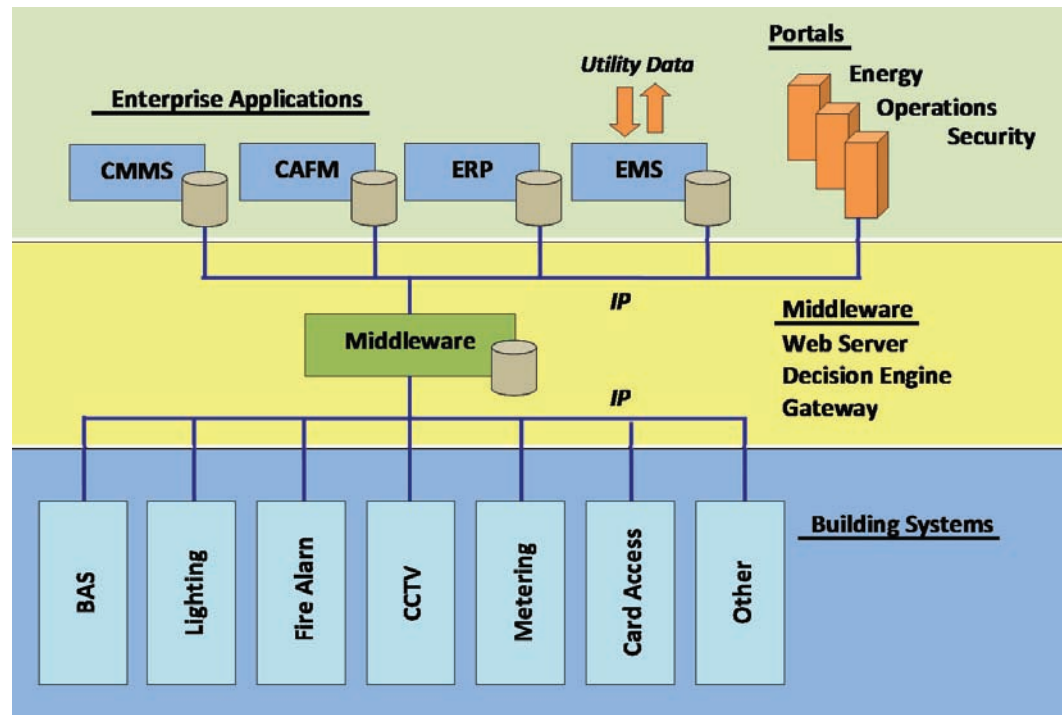 Portals
Utility Data
Energy
Enterprise Applications
Operations
Security
CMMS
CAFM
ERP
EMS
IP
Middleware
Middleware
Web Server
Decision Engine
IP
Gateway
Building Systems
BAS
Lighting
Fire Alarn
CCTV
Metering
Card Access
Other